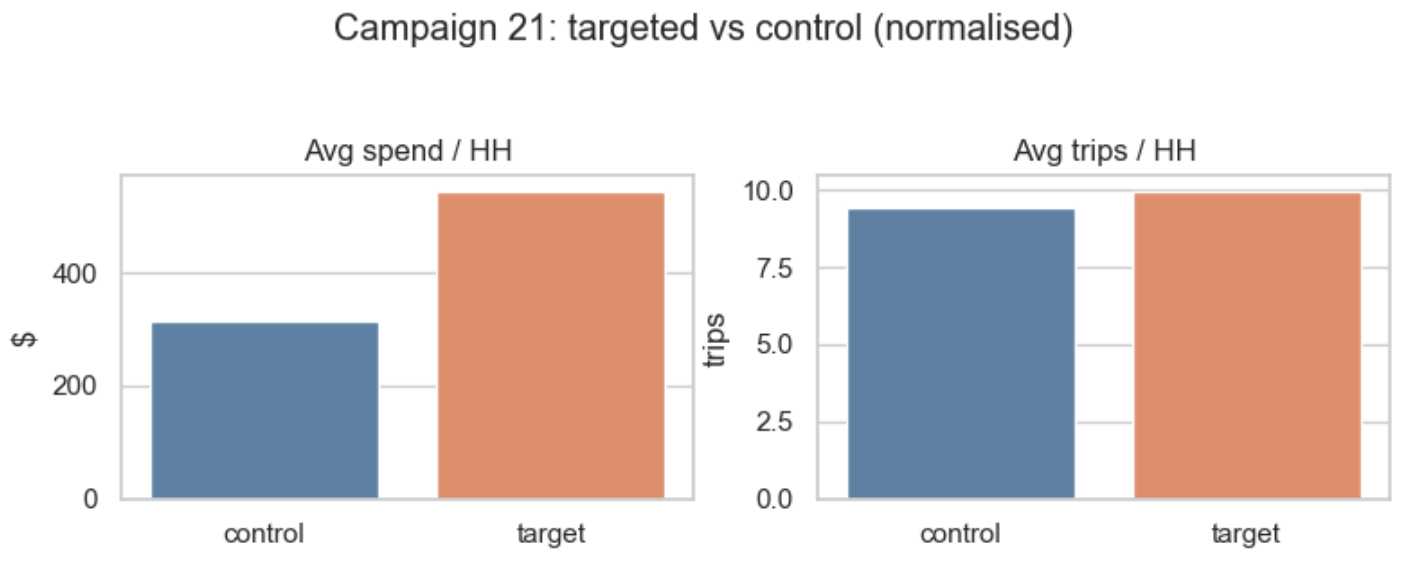 Campaign 21: targeted vs control (normalised)
Avg spend / HH
$
400
200
0
control
target
Avg trips / HH
trips
10.0
7.5
5.0
2.5
0.0
control
target